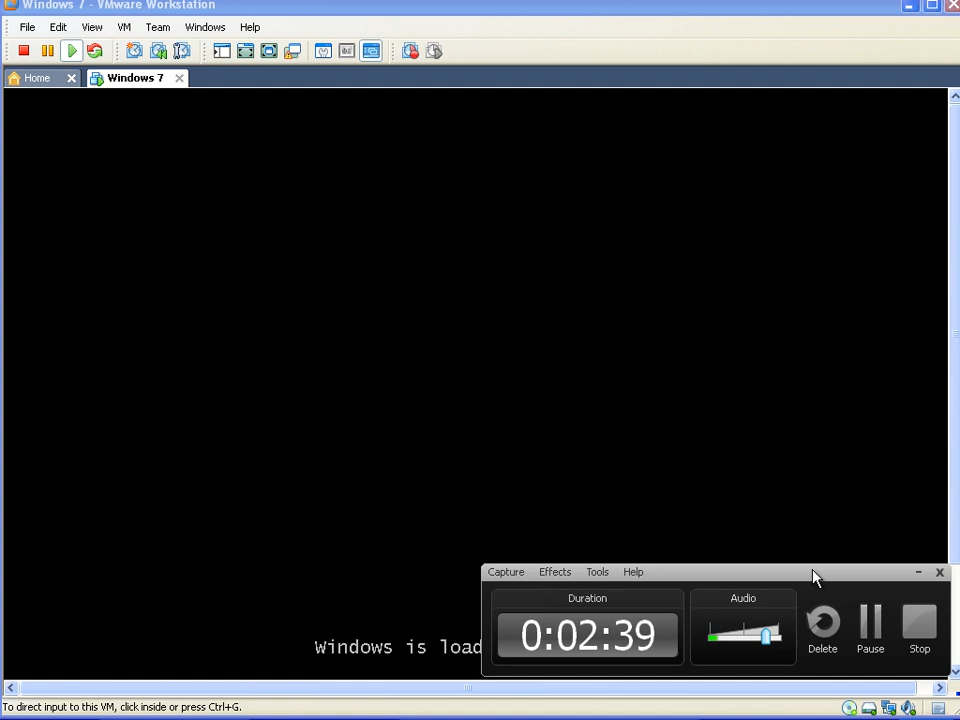 Windows 7 - VMware Workstation
File Edit View VM Team Windows Help
Home Windows 7
Capture Effects Tools Help
Duration Audio
0:02:39
Delete Pause Stop
Windows is load
To direct input to this VM, click inside or press Ctrl+G.